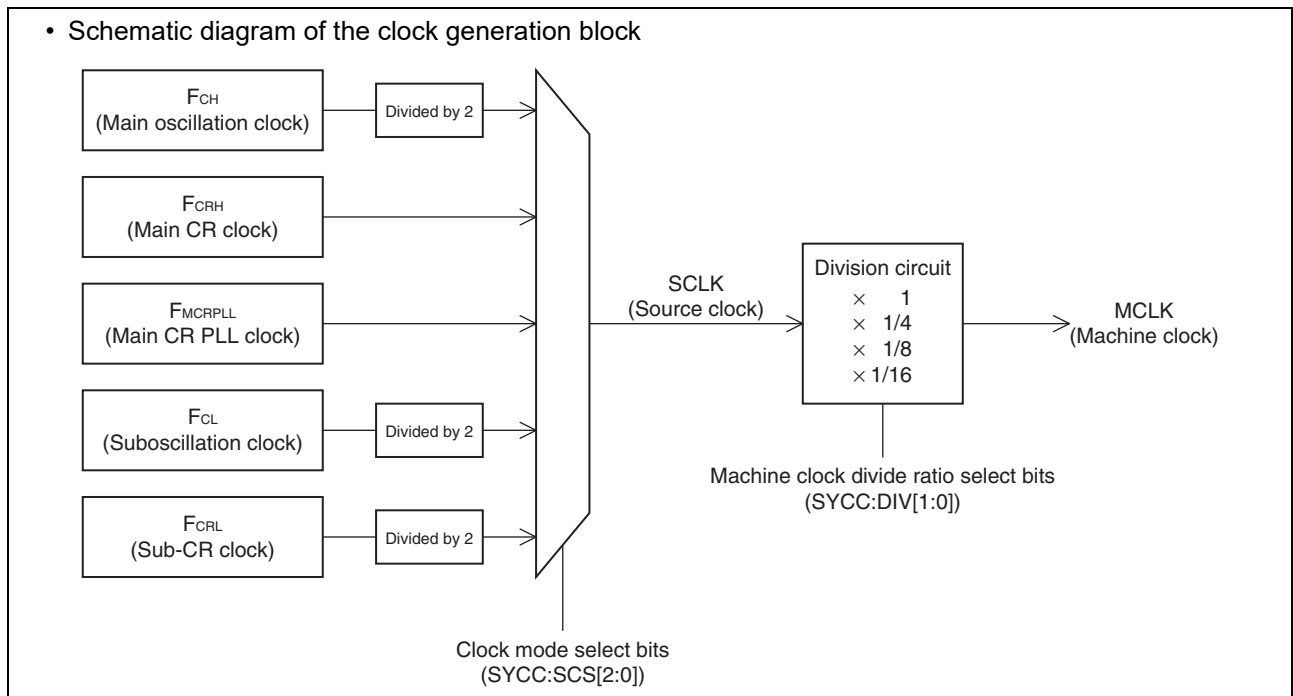 • Schematic diagram of the clock generation block
FCH
(Main oscillation clock)
Divided by 2
FCRH
(Main CR clock)
FMCRPLL
(Main CR PLL clock)
FCL
(Suboscillation clock)
Divided by 2
FCRL
(Sub-CR clock)
Divided by 2
Clock mode select bits
(SYCC:SCS[2:0])
SCLK
(Source clock)
Division circuit
× 1
× 1/4
× 1/8
× 1/16
Machine clock divide ratio select bits
(SYCC:DIV[1:0])
MCLK
(Machine clock)